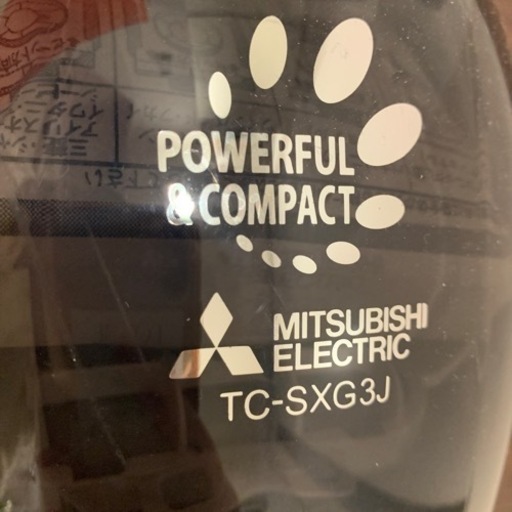 POWERFUL
& COMPACT
MITSUBISHI
ELECTRIC
TC-SXG3J